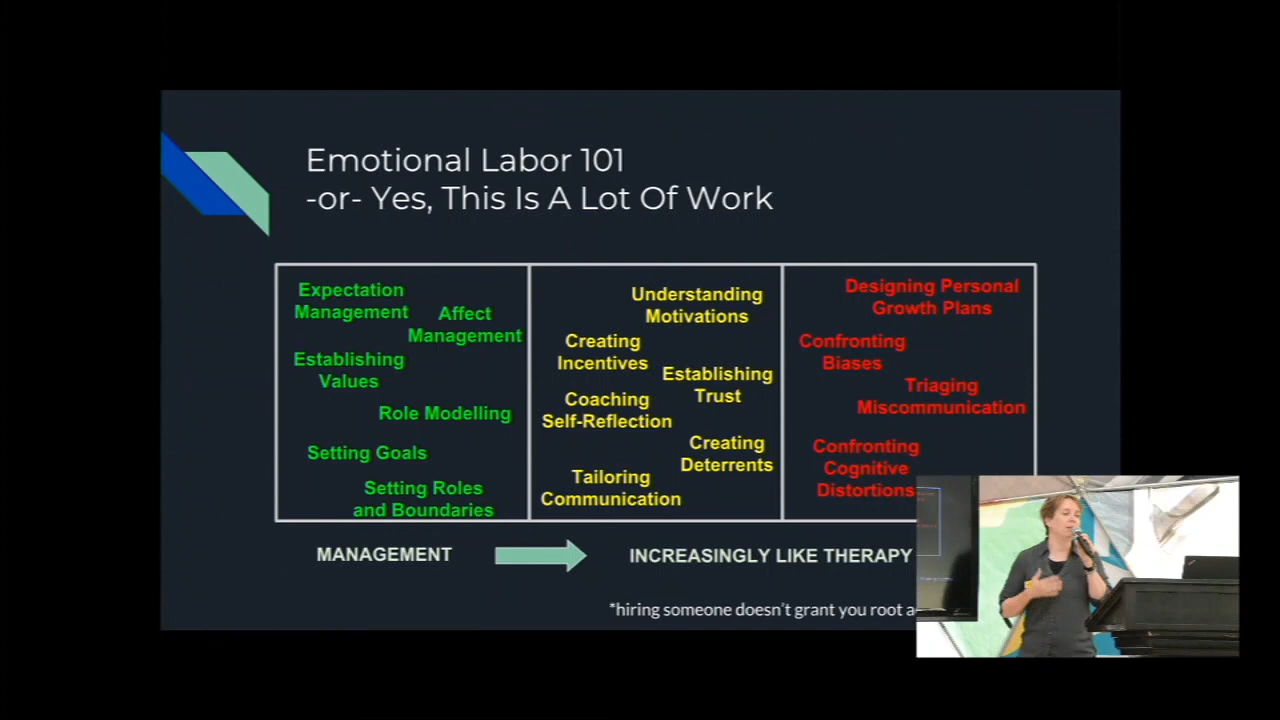 Emotional Labor 101
-or- Yes, This Is A Lot Of Work
Expectation
Management
Affect
Management
Establishing
Values
Role Modelling
Setting Goals
Setting Roles
and Boundaries
Understanding
Motivations
Creating
Incentives
Establishing
Trust
Coaching
Self-Reflection
Creating
Deterrents
Tailoring
Communication
Designing Personal
Growth Plans
Confronting
Biases
Triaging
Miscommunication
Confronting
Cognitive
Distortions
MANAGEMENT
INCREASINGLY LIKE THERAPY
*hiring someone doesn't grant you root